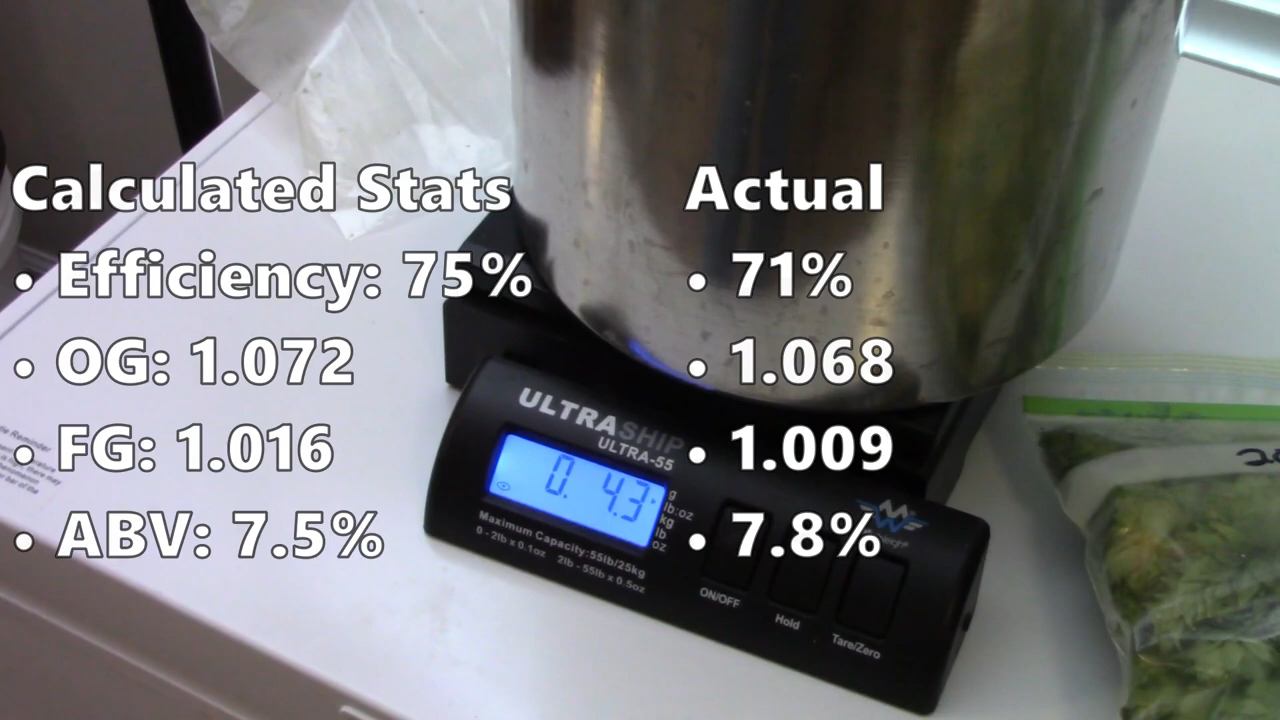 Calculated Stats
• Efficiency: 75%
• OG: 1.072
• FG: 1.016
• ABV: 7.5%
Actual
• 71%
• 1.068
• 1.009
• 7.8%
ULTRASHIP
ULTRA-55
0. 4.3
g
lb:oz
kg
lb
oz
Maximum Capacity:55lb/25kg
0 - 2lb x 0.1oz 2lb - 55lb x 0.5oz
ON/OFF
Hold
Tare/Zero
the Reminder